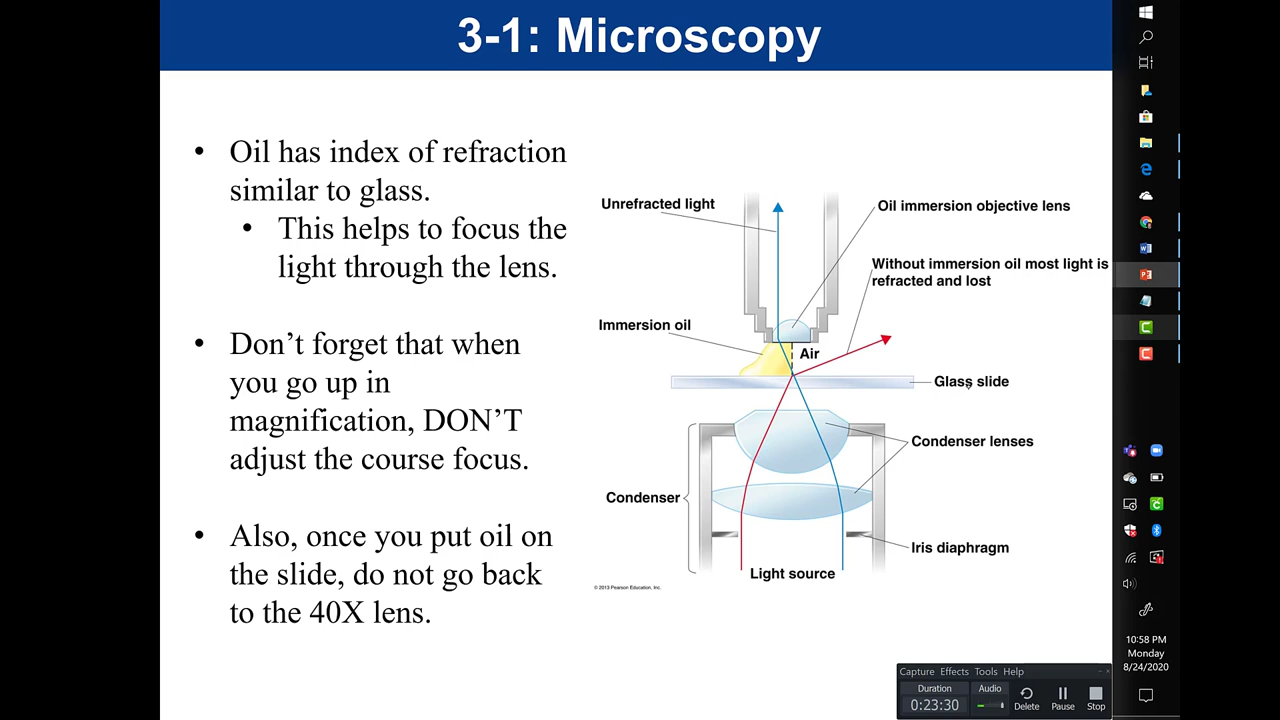 3-1: Microscopy
• Oil has index of refraction
similar to glass.
• This helps to focus the
light through the lens.
• Don’t forget that when
you go up in
magnification, DON’T
adjust the course focus.
• Also, once you put oil on
the slide, do not go back
to the 40X lens.
Unrefracted light
Oil immersion objective lens
Without immersion oil most light is
refracted and lost
Immersion oil
Air
Glass slide
Condenser lenses
Condenser
Iris diaphragm
Light source
© 2013 Pearson Education, Inc.
10:58 PM
Monday
8/24/2020
Capture Effects Tools Help
Duration
0:23:30
Audio
Delete
Pause
Stop